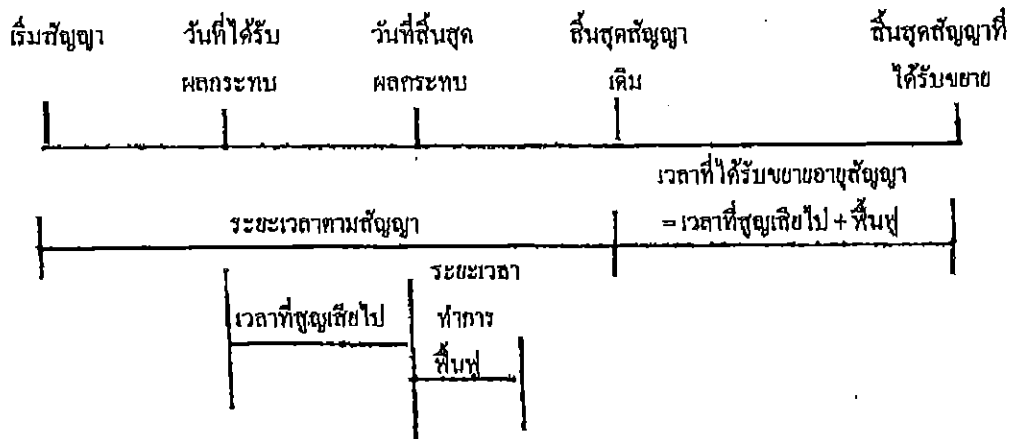 เริ่มสัญญา วันที่ได้รับ วันที่สิ้นสุด สิ้นสุดสัญญา สิ้นสุดสัญญาที่
ผลกระทบ ผลกระทบ เดิม ได้รับขยาย
เวลาที่ได้รับขยายอายุสัญญา
ระยะเวลาตามสัญญา = เวลาที่สูญเสียไป + ฟื้นฟู
ระยะเวลา
เวลาที่สูญเสียไป ทำการ
ฟื้นฟู